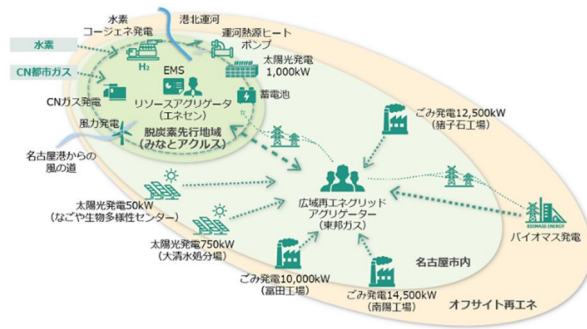 水素
コージェネ発電
港北運河
運河熱源ヒート
ポンプ
水素
H₂
太陽光発電
1,000kW
CN都市ガス
EMS
CNガス発電
リソースアグリゲータ
(エネセン)
蓄電池
風力発電
脱炭素先行地域
(みなとアクルス)
名古屋港からの
風の道
ごみ発電12,500kW
(猪子石工場)
太陽光発電50kW
(なごや生物多様性センター)
広域再エネグリッド
アグリゲーター
(東邦ガス)
BIOMASS ENERGY
バイオマス発電
太陽光発電750kW
(大清水処分場)
名古屋市内
ごみ発電10,000kW
(富田工場)
ごみ発電14,500kW
(南陽工場)
オフサイト再エネ